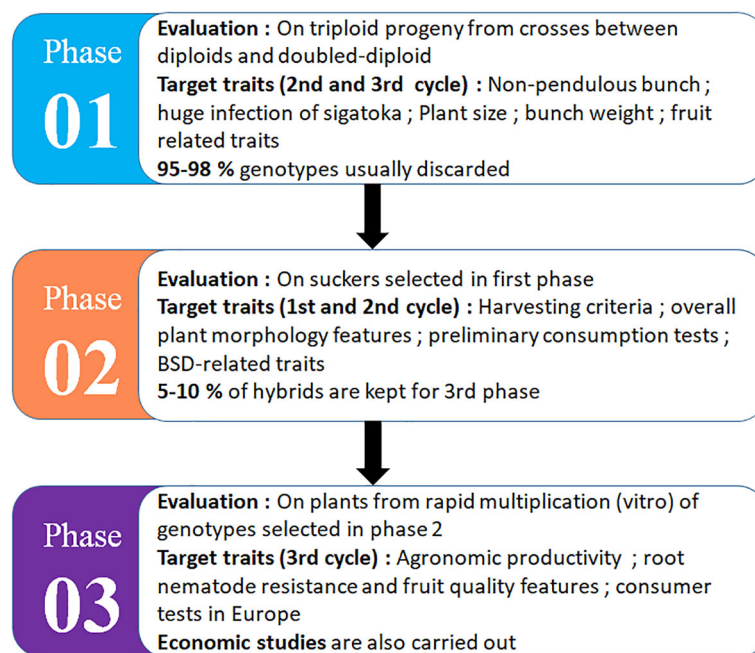 Phase
01
Evaluation : On triploid progeny from crosses between
diploids and doubled-diploid
Target traits (2nd and 3rd cycle) : Non-pendulous bunch ;
huge infection of sigatoka ; Plant size ; bunch weight ; fruit
related traits
95-98 % genotypes usually discarded
Phase
02
Evaluation : On suckers selected in first phase
Target traits (1st and 2nd cycle) : Harvesting criteria ; overall
plant morphology features ; preliminary consumption tests ;
BSD-related traits
5-10 % of hybrids are kept for 3rd phase
Phase
03
Evaluation : On plants from rapid multiplication (vitro) of
genotypes selected in phase 2
Target traits (3rd cycle) : Agronomic productivity ; root
nematode resistance and fruit quality features ; consumer
tests in Europe
Economic studies are also carried out